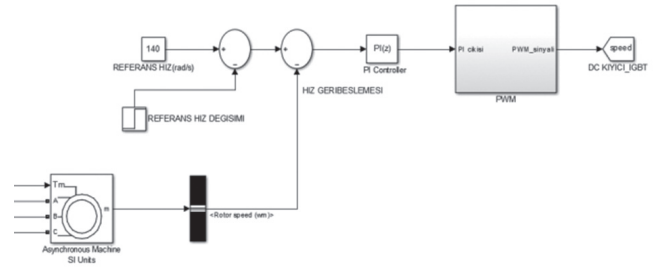 140
REFERANS HIZ(rad/s)
+
−
+
−
PI(z)
PI Controller
PI cikisi
PWM_sinyali
PWM
speed
DC KIYICI_IGBT
HIZ GERIBESLEMESI
REFERANS HIZ DEGISIMI
Tm
A
B
C
m
Asynchronous Machine
SI Units
<Rotor speed (wm)>